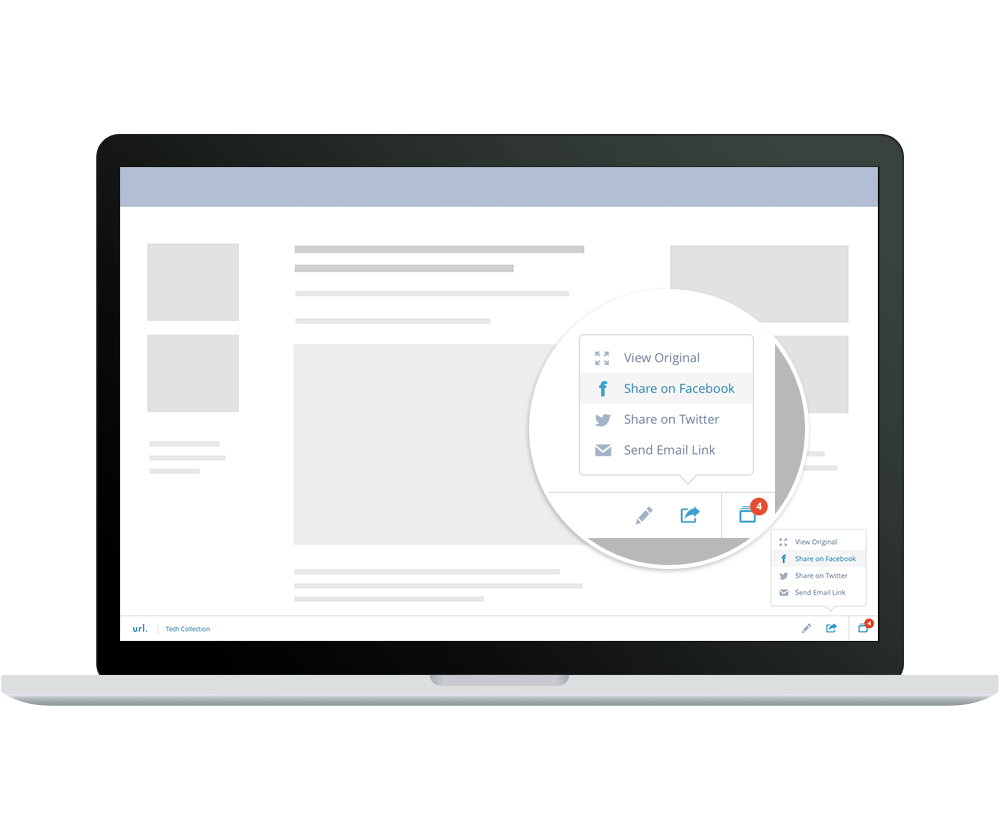 View Original
Share on Facebook
Share on Twitter
Send Email Link
4
View Original
Share on Facebook
Share on Twitter
Send Email Link
url.
Tech Collection
4